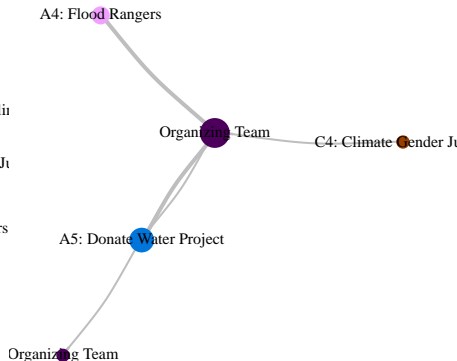 A4: Flood Rangers
Organizing Team
C4: Climate Gender Ju
A5: Donate Water Project
Organizing Team